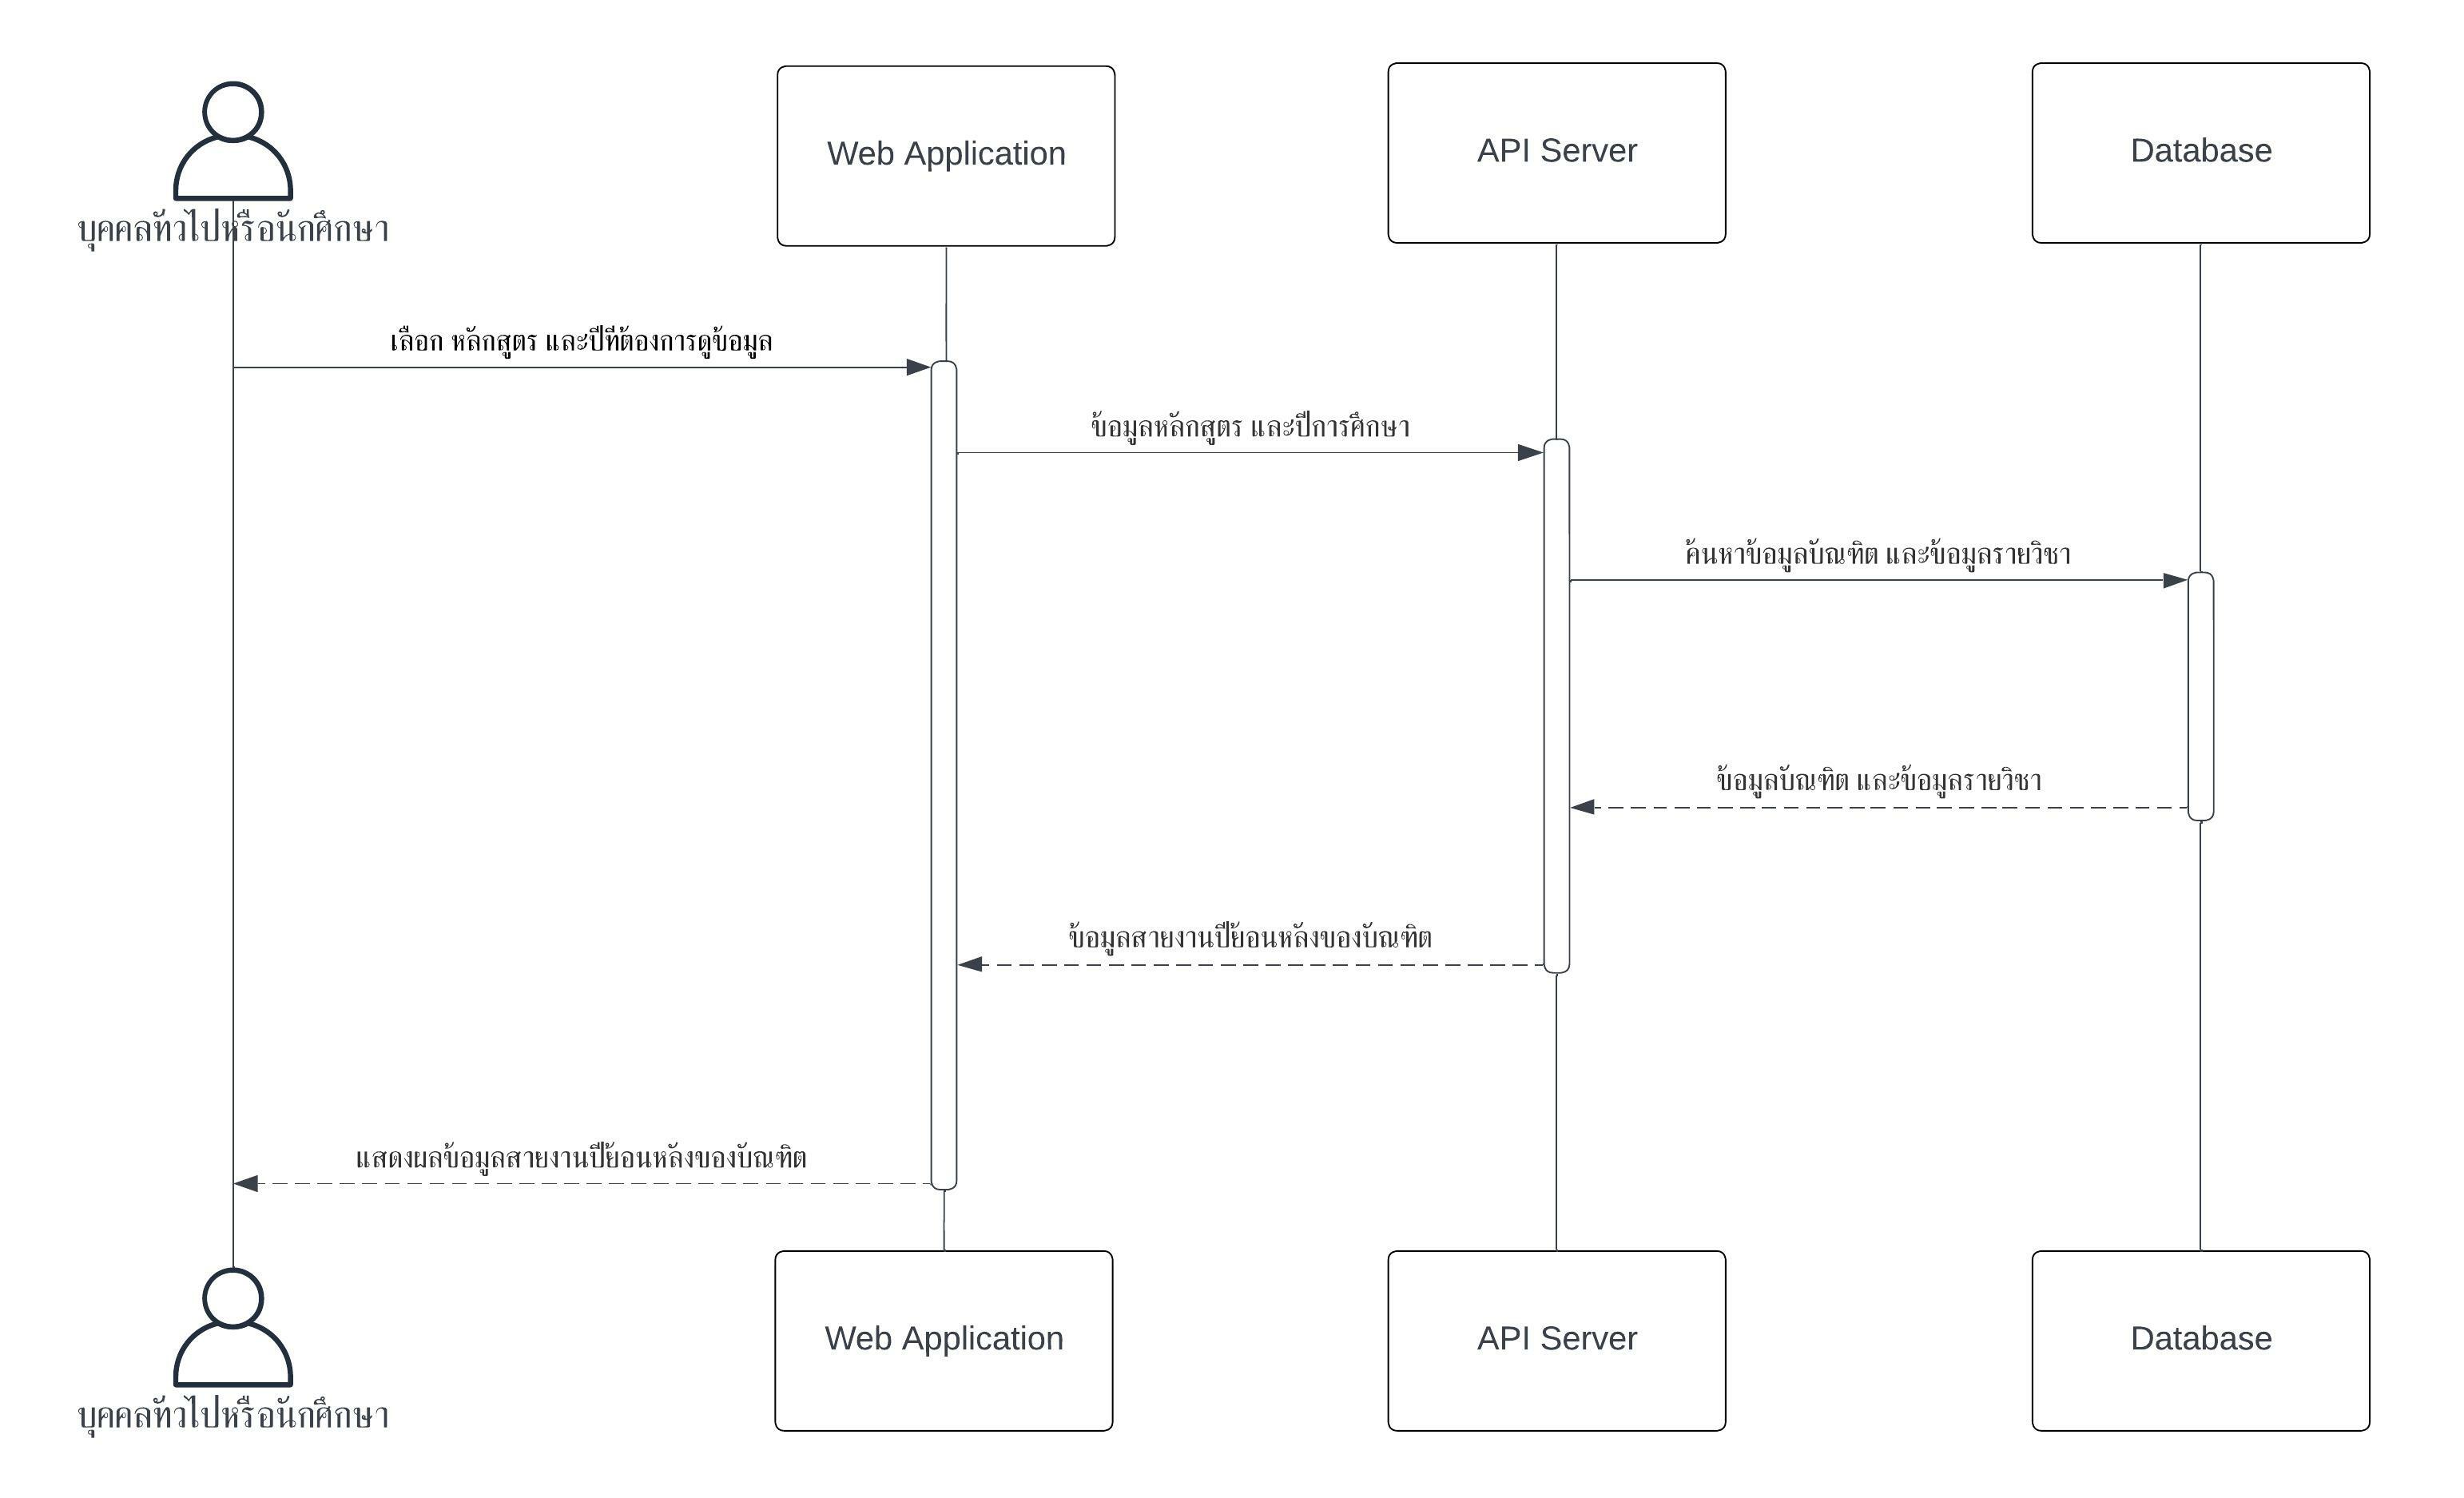 Web Application
API Server
Database
บุคคลทั่วไปหรือนักศึกษา
เลือก หลักสูตร และปีที่ต้องการดูข้อมูล
ข้อมูลหลักสูตร และปีการศึกษา
ค้นหาข้อมูลบัณฑิต และข้อมูลรายวิชา
ข้อมูลบัณฑิต และข้อมูลรายวิชา
ข้อมูลสายงานปีย้อนหลังของบัณฑิต
แสดงผลข้อมูลสายงานปีย้อนหลังของบัณฑิต
Web Application
API Server
Database
บุคคลทั่วไปหรือนักศึกษา